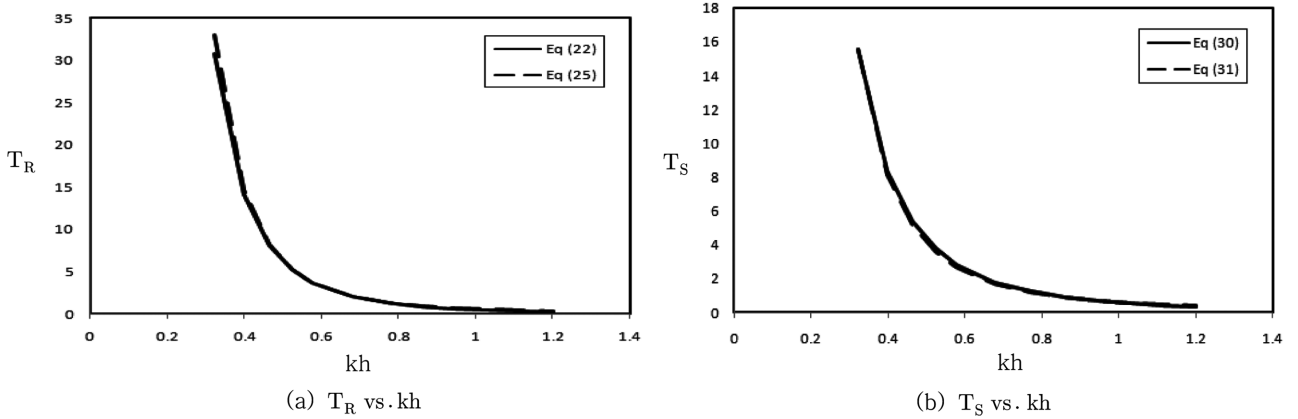 35
30
25
20
15
10
5
0
T_R
Eq (22)
Eq (25)
0 0.2 0.4 0.6 0.8 1 1.2 1.4
kh
(a) T_R vs.kh
18
16
14
12
10
8
6
4
2
0
T_S
Eq (30)
Eq (31)
0 0.2 0.4 0.6 0.8 1 1.2 1.4
kh
(b) T_S vs.kh